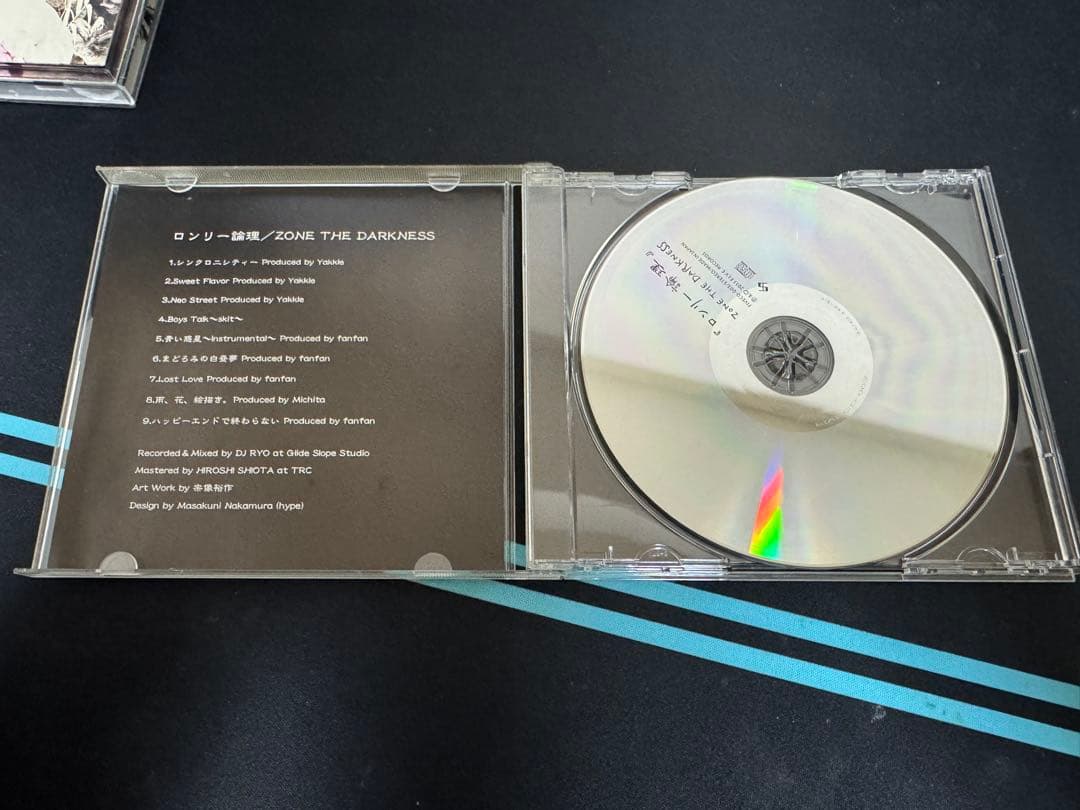 ロンリー論理／ZONE THE DARKNESS
1.シンクロニシティー Produced by Yakkle
2.Sweet Flavor Produced by Yakkle
3.Neo Street Produced by Yakkle
4.Boys Talk～skit～
5.青い惑星～Instrumental～ Produced by fanfan
6.まどろみの白昼夢 Produced by fanfan
7.Lost Love Produced by fanfan
8.雨、花、絵描き。 Produced by Michita
9.ハッピーエンドで終わらない Produced by fanfan
Recorded & Mixed by DJ RYO at Glide Slope Studio
Mastered by HIROSHI SHIOTA at TRC
Art Work by 宗像裕作
Design by Masakuni Nakamura (hype)
『ロンリー論理』
ZONE THE DARKNESS